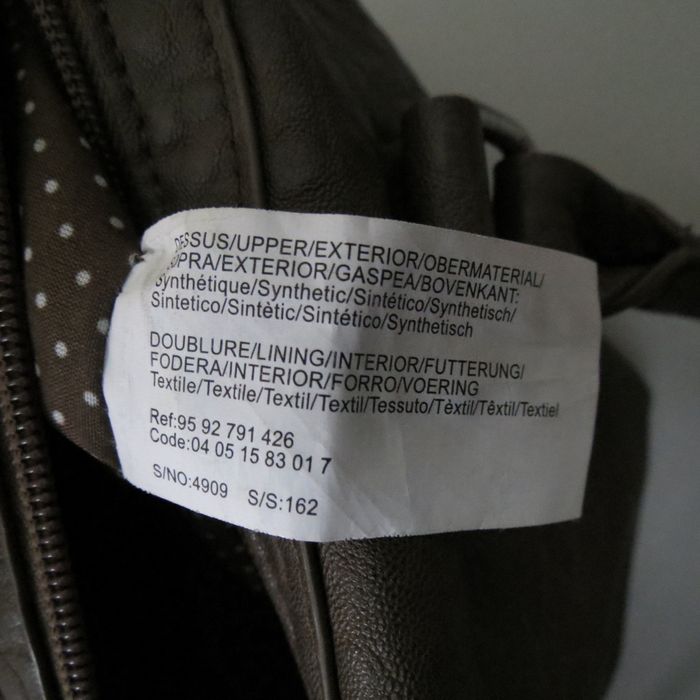 DESSUS/UPPER/EXTERIOR/OBERMATERIAL/
SUPRA/EXTERIOR/GASPEA/BOVENKANT:
Synthétique/Synthetic/Sintético/Synthetisch/
Sintetico/Sintètic/Sintético/Synthetisch
DOUBLURE/LINING/INTERIOR/FUTTERUNG/
FODERA/INTERIOR/FORRO/VOERING
Textile/Textile/Textil/Textil/Tessuto/Tèxtil/Têxtil/Textiel
Ref:95 92 791 426
Code:04 05 15 83 01 7
S/NO:4909 S/S:162